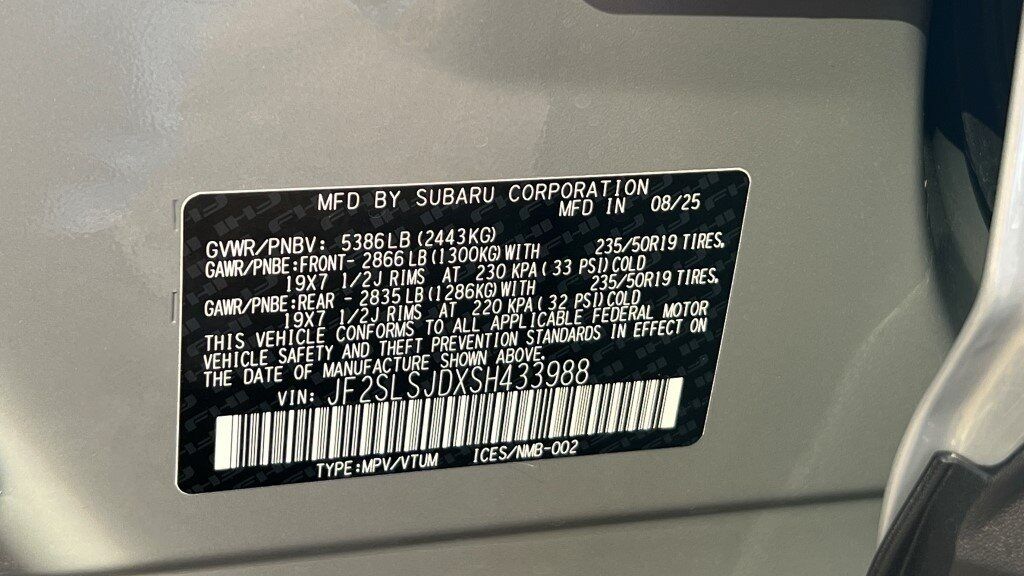 MFD BY SUBARU CORPORATION
MFD IN 08/25
GVWR/PNBV: 5386LB (2443KG)
GAWR/PNBE:FRONT- 2866 LB (1300KG) WITH 235/50R19 TIRES.
19X7 1/2J RIMS AT 230 KPA ( 33 PSI) COLD
GAWR/PNBE:REAR - 2835 LB (1286KG) WITH 235/50R19 TIRES.
19X7 1/2J RIMS AT 220 KPA ( 32 PSI) COLD
THIS VEHICLE CONFORMS TO ALL APPLICABLE FEDERAL MOTOR
VEHICLE SAFETY AND THEFT PREVENTION STANDARDS IN EFFECT ON
THE DATE OF MANUFACTURE SHOWN ABOVE.
VIN: JF2SLSJDXSH433988
TYPE:MPV/VTUM ICES/NMB-002